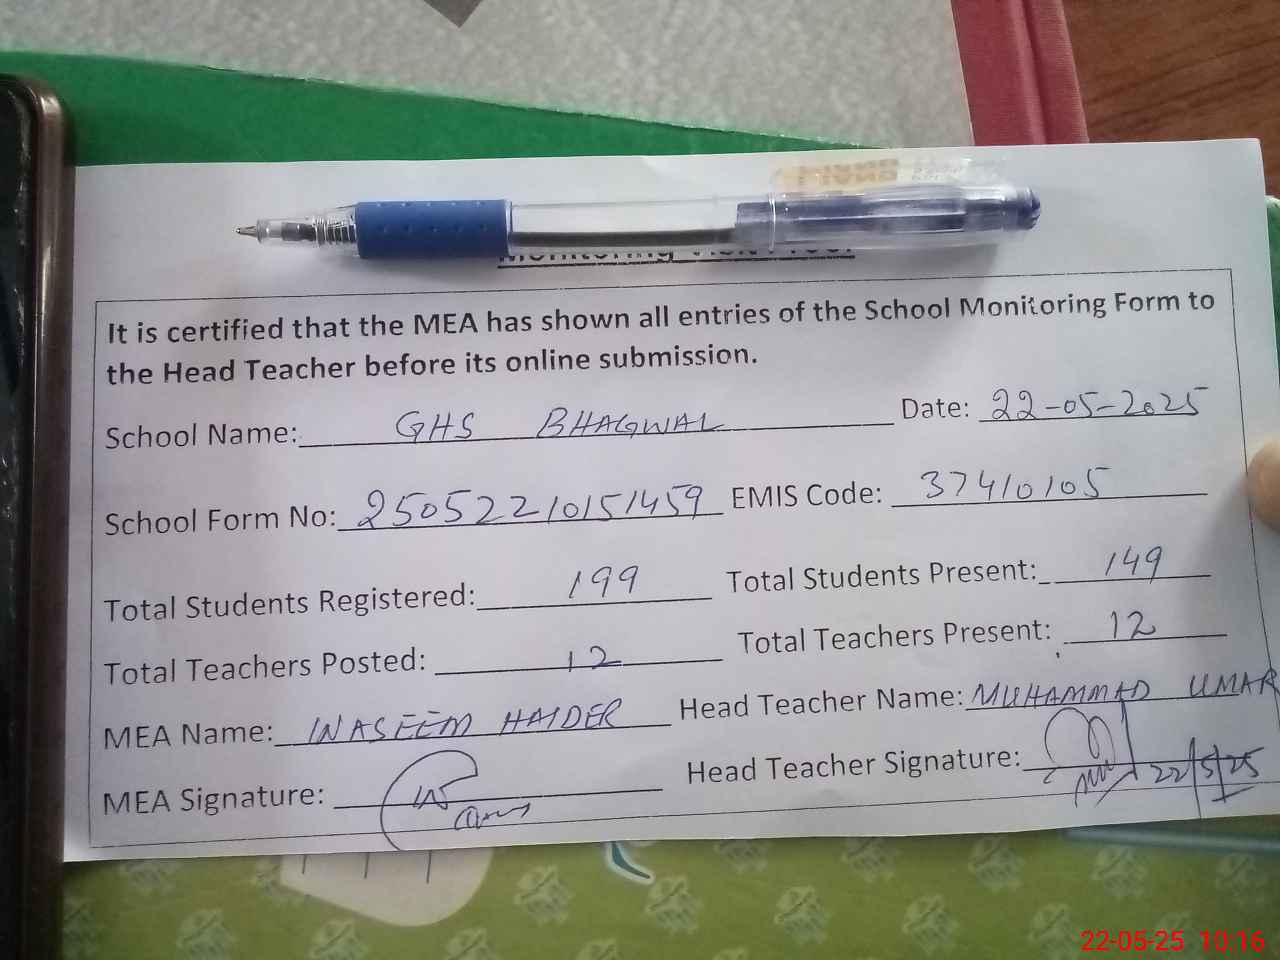 It is certified that the MEA has shown all entries of the School Monitoring Form to
the Head Teacher before its online submission.
School Name: GHS BHAGWAL Date: 22-05-2025
School Form No: 25052210151459 EMIS Code: 37410105
Total Students Registered: 199 Total Students Present: 149
Total Teachers Posted: 12 Total Teachers Present: 12
MEA Name: WASEEM HAIDER Head Teacher Name: MUHAMMAD UMAR
MEA Signature: Head Teacher Signature: 22/5/25
22-05-25 10:16